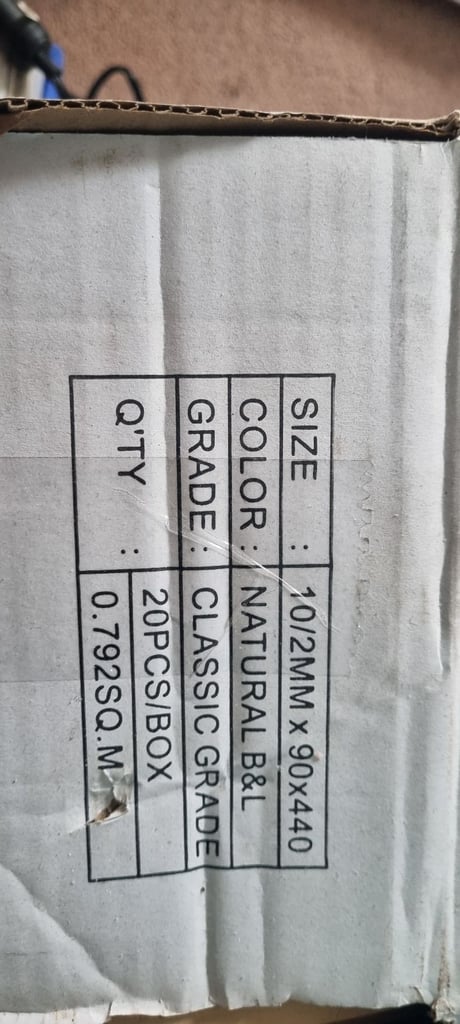 SIZE : 10/2MM x 90x440
COLOR : NATURAL B&L
GRADE : CLASSIC GRADE
Q'TY : 20PCS/BOX
0.792SQ.M